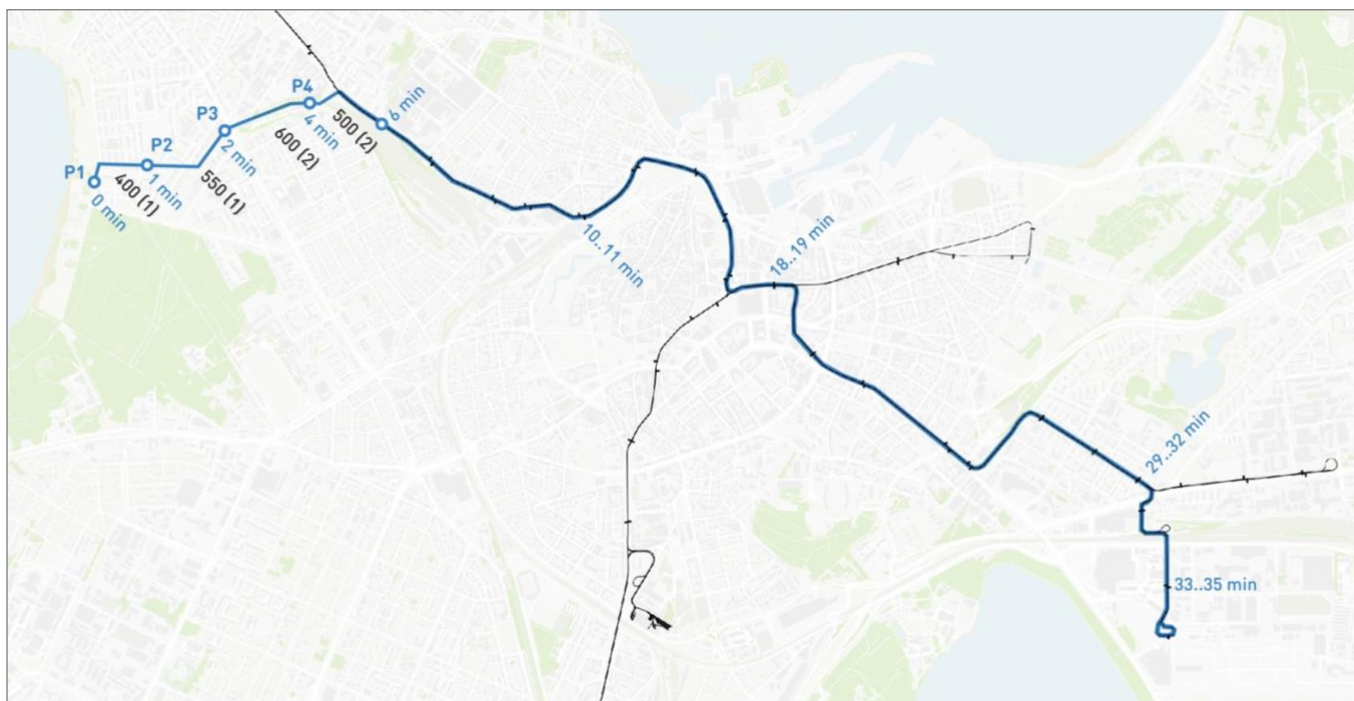 P1
0 min
400 (1)
P2
1 min
550 (1)
P3
2 min
600 (2)
P4
4 min
500 (2)
6 min
10..11 min
18..19 min
29..32 min
33..35 min